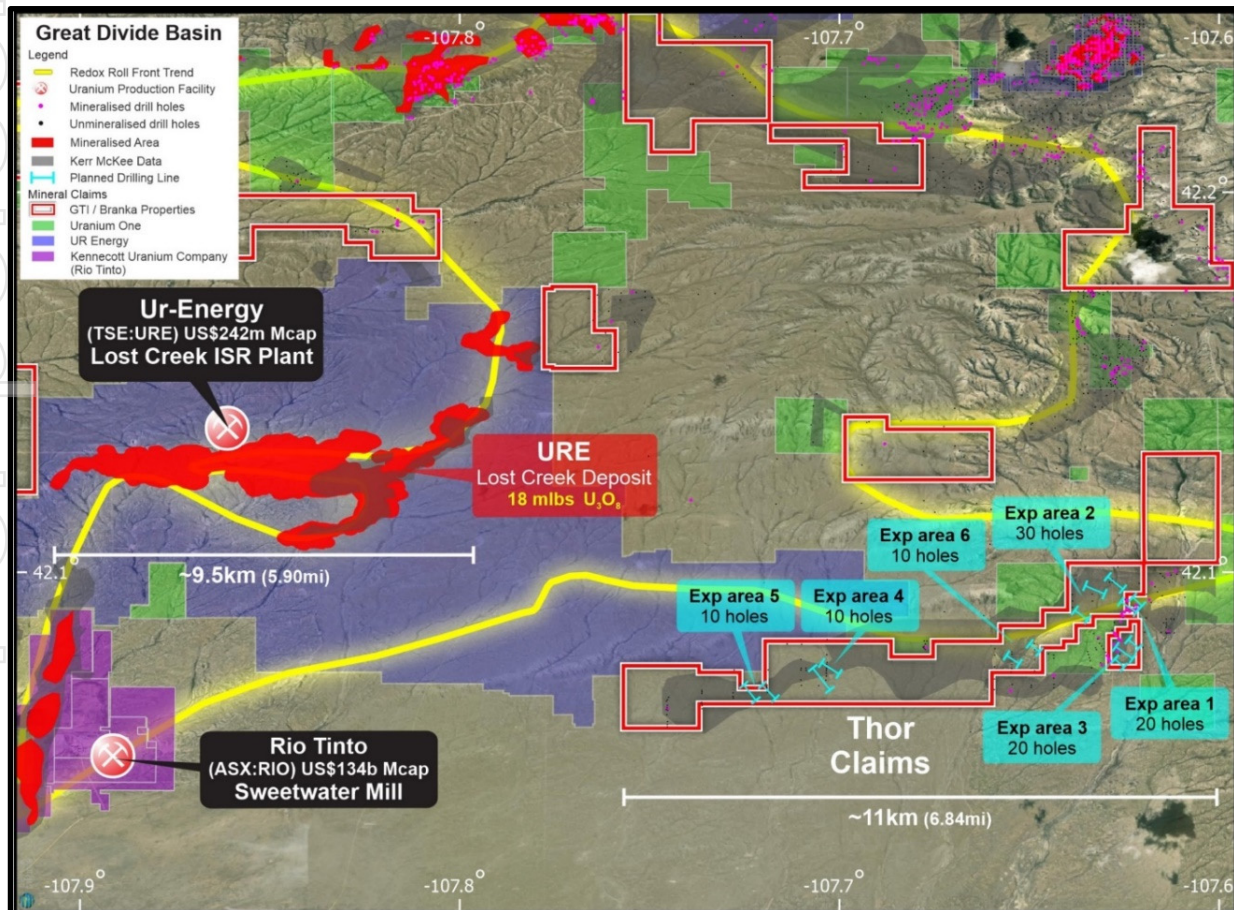 Great Divide Basin
Legend
Redox Roll Front Trend
Uranium Production Facility
Mineralised drill holes
Unmineralised drill holes
Mineralised Area
Kerr McKee Data
Planned Drilling Line
Mineral Claims
GTI / Branka Properties
Uranium One
UR Energy
Kennecott Uranium Company
(Rio Tinto)
-107.8°
-107.7°
-107.6°
42.2°
Ur-Energy
(TSE:URE) US$242m Mcap
Lost Creek ISR Plant
URE
Lost Creek Deposit
18 mlbs U₃O₈
~9.5km (5.90mi)
42.1°
42.1°
Exp area 2
30 holes
Exp area 6
10 holes
Exp area 5
10 holes
Exp area 4
10 holes
Exp area 1
20 holes
Exp area 3
20 holes
Thor
Claims
Rio Tinto
(ASX:RIO) US$134b Mcap
Sweetwater Mill
~11km (6.84mi)
-107.9°
-107.8°
-107.7°
-107.6°